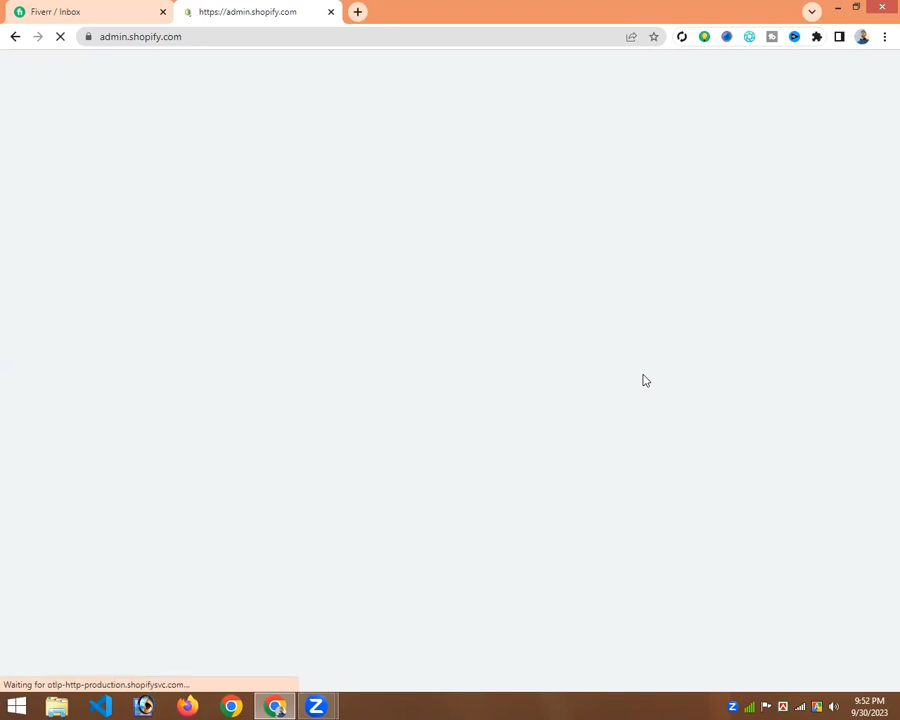 Fiverr / Inbox
https://admin.shopify.com
admin.shopify.com
Waiting for otlp-http-production.shopifysvc.com...
9:52 PM
9/30/2023